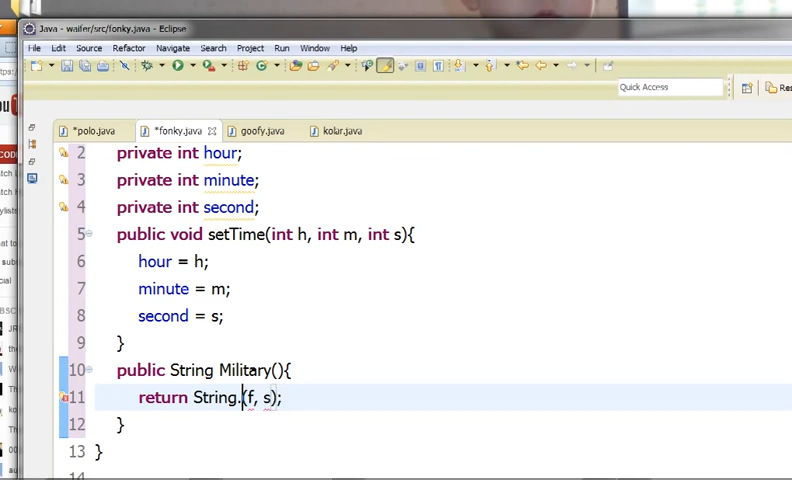 Java - waifer/src/fonky.java - Eclipse
File Edit Source Refactor Navigate Search Project Run Window Help
Quick Access
*polo.java *fonky.java goofy.java kolar.java
2 private int hour;
3 private int minute;
4 private int second;
5 public void setTime(int h, int m, int s){
6 hour = h;
7 minute = m;
8 second = s;
9 }
10 public String Military(){
11 return String.(f, s);
12 }
13 }
14